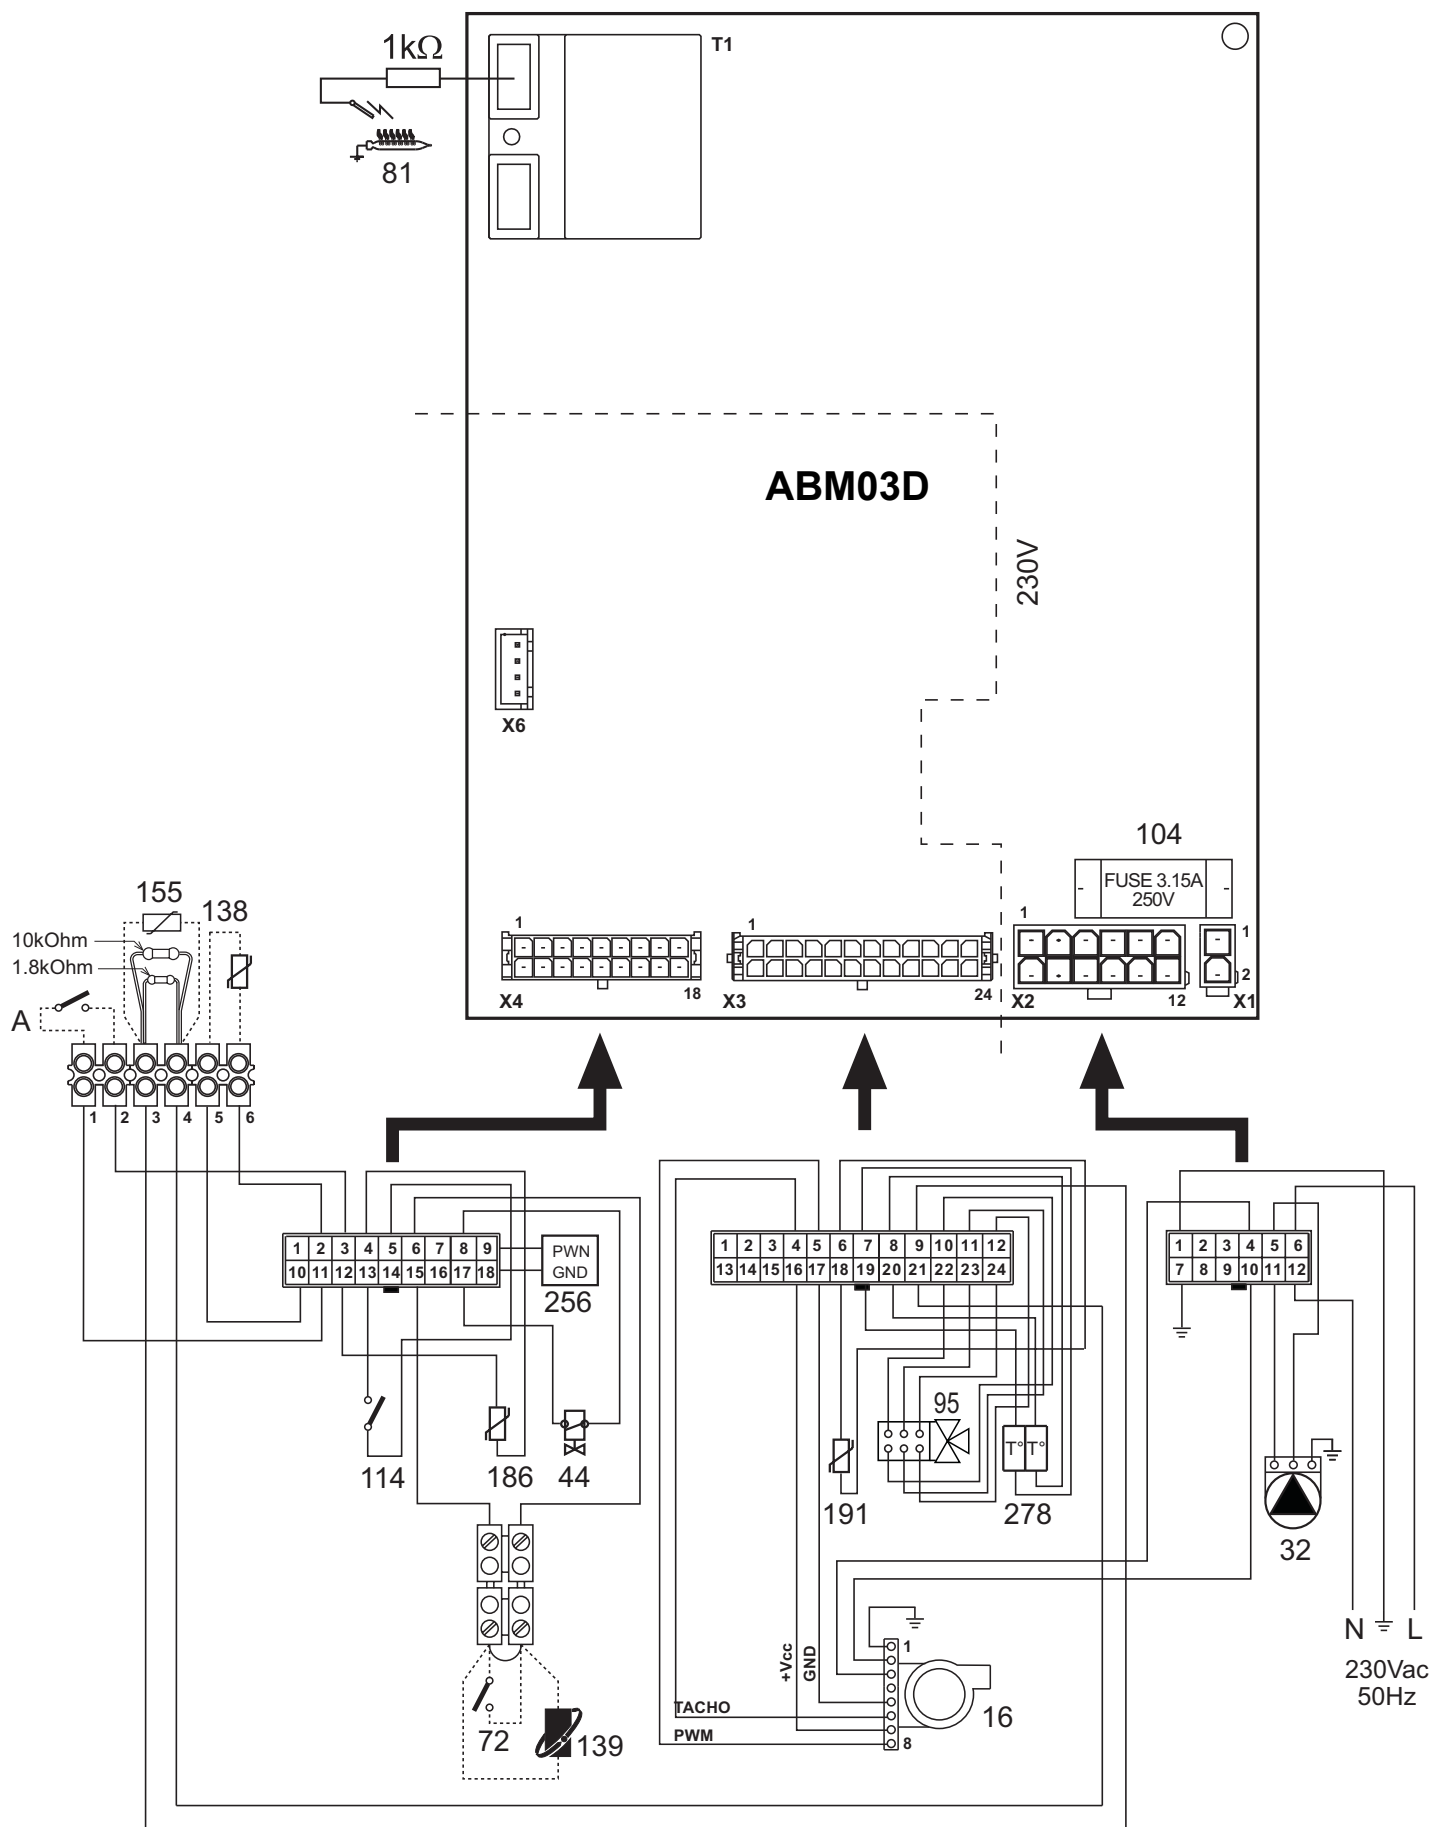 1kΩ
T1
81
ABM03D
230V
X6
104
FUSE 3.15A
250V
1
18
X4
1
24
X3
1
12
X2
1
2
X1
155
138
10kOhm
1.8kOhm
A
1 2 3 4 5 6
1 2 3 4 5 6 7 8 9
10 11 12 13 14 15 16 17 18
PWN
GND
256
1 2 3 4 5 6 7 8 9 10 11 12
13 14 15 16 17 18 19 20 21 22 23 24
1 2 3 4 5 6
7 8 9 10 11 12
95
T° T°
114
186
44
191
278
32
N L
230Vac
50Hz
+Vcc
GND
TACHO
PWM
1
8
16
72
139